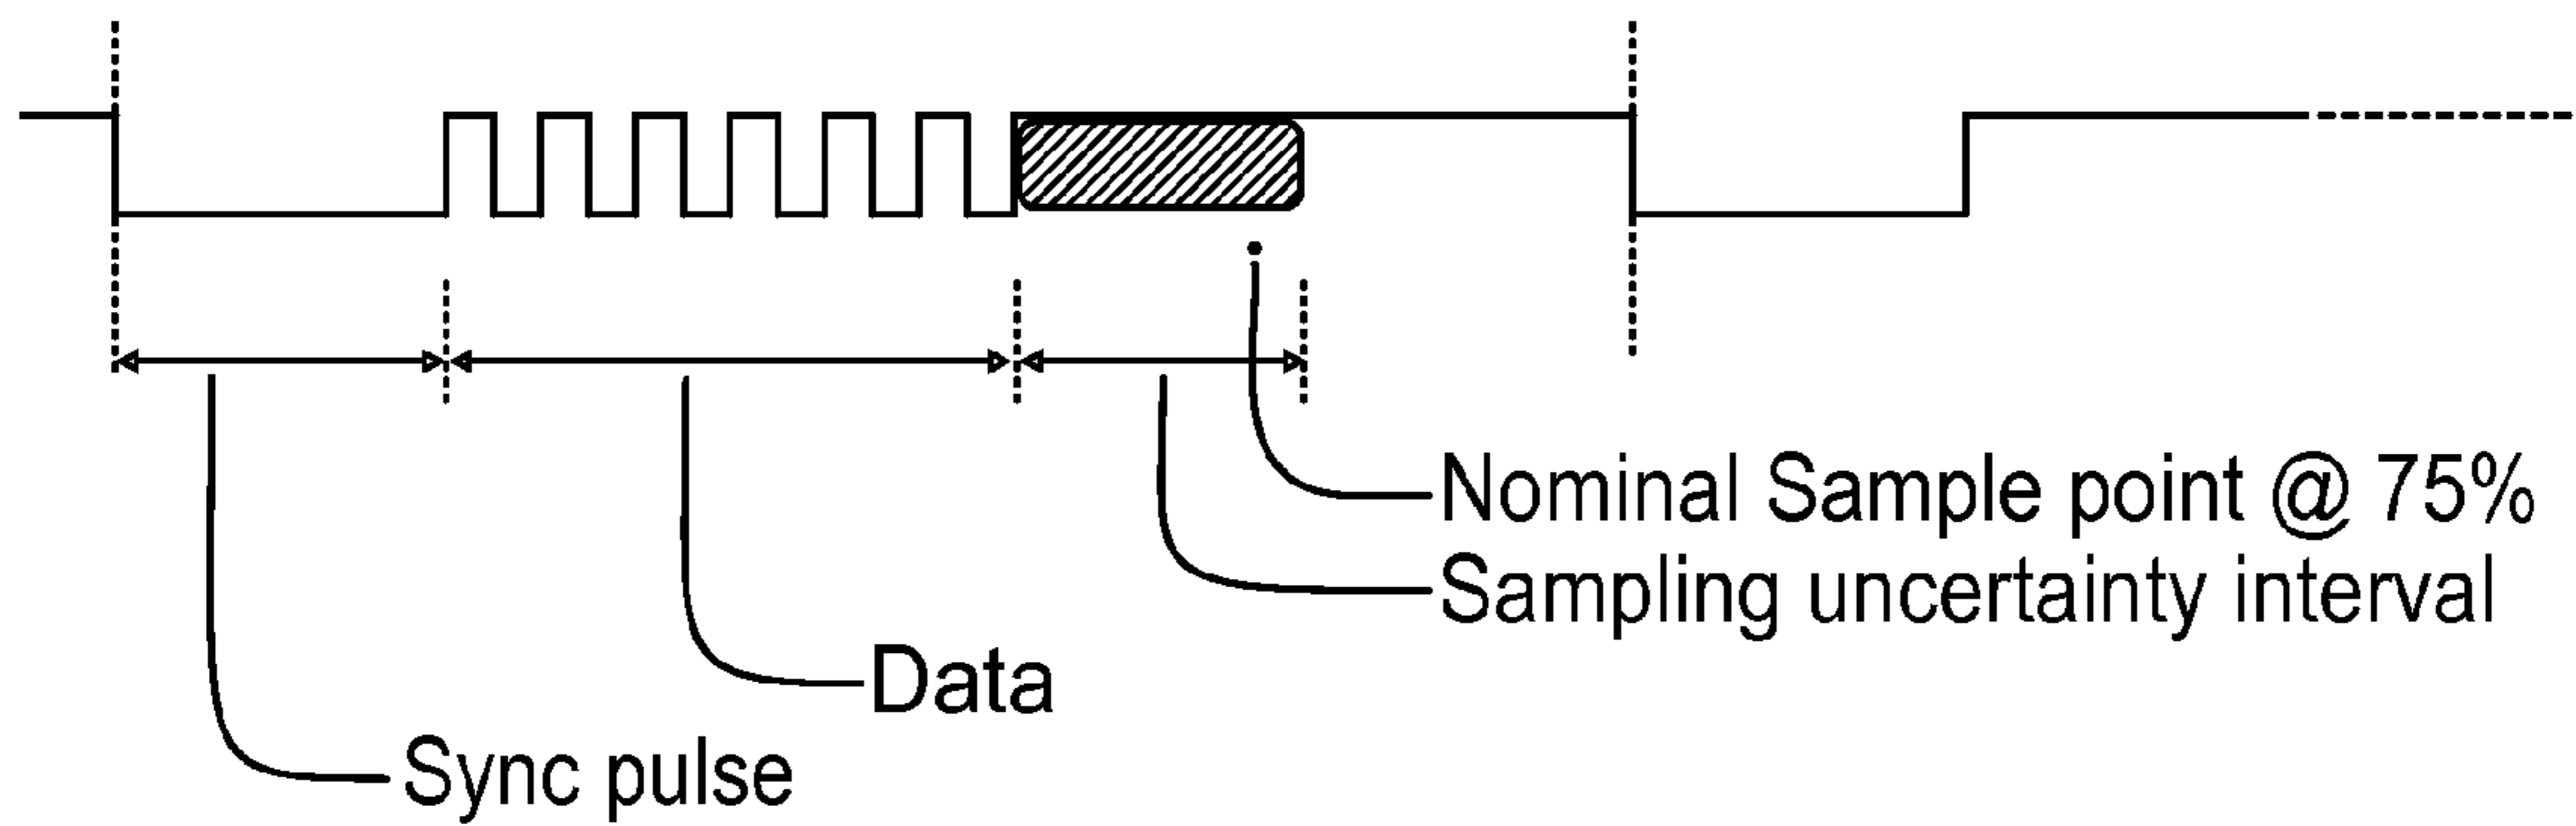 Nominal Sample point @ 75%
Sampling uncertainty interval
Data
Sync pulse